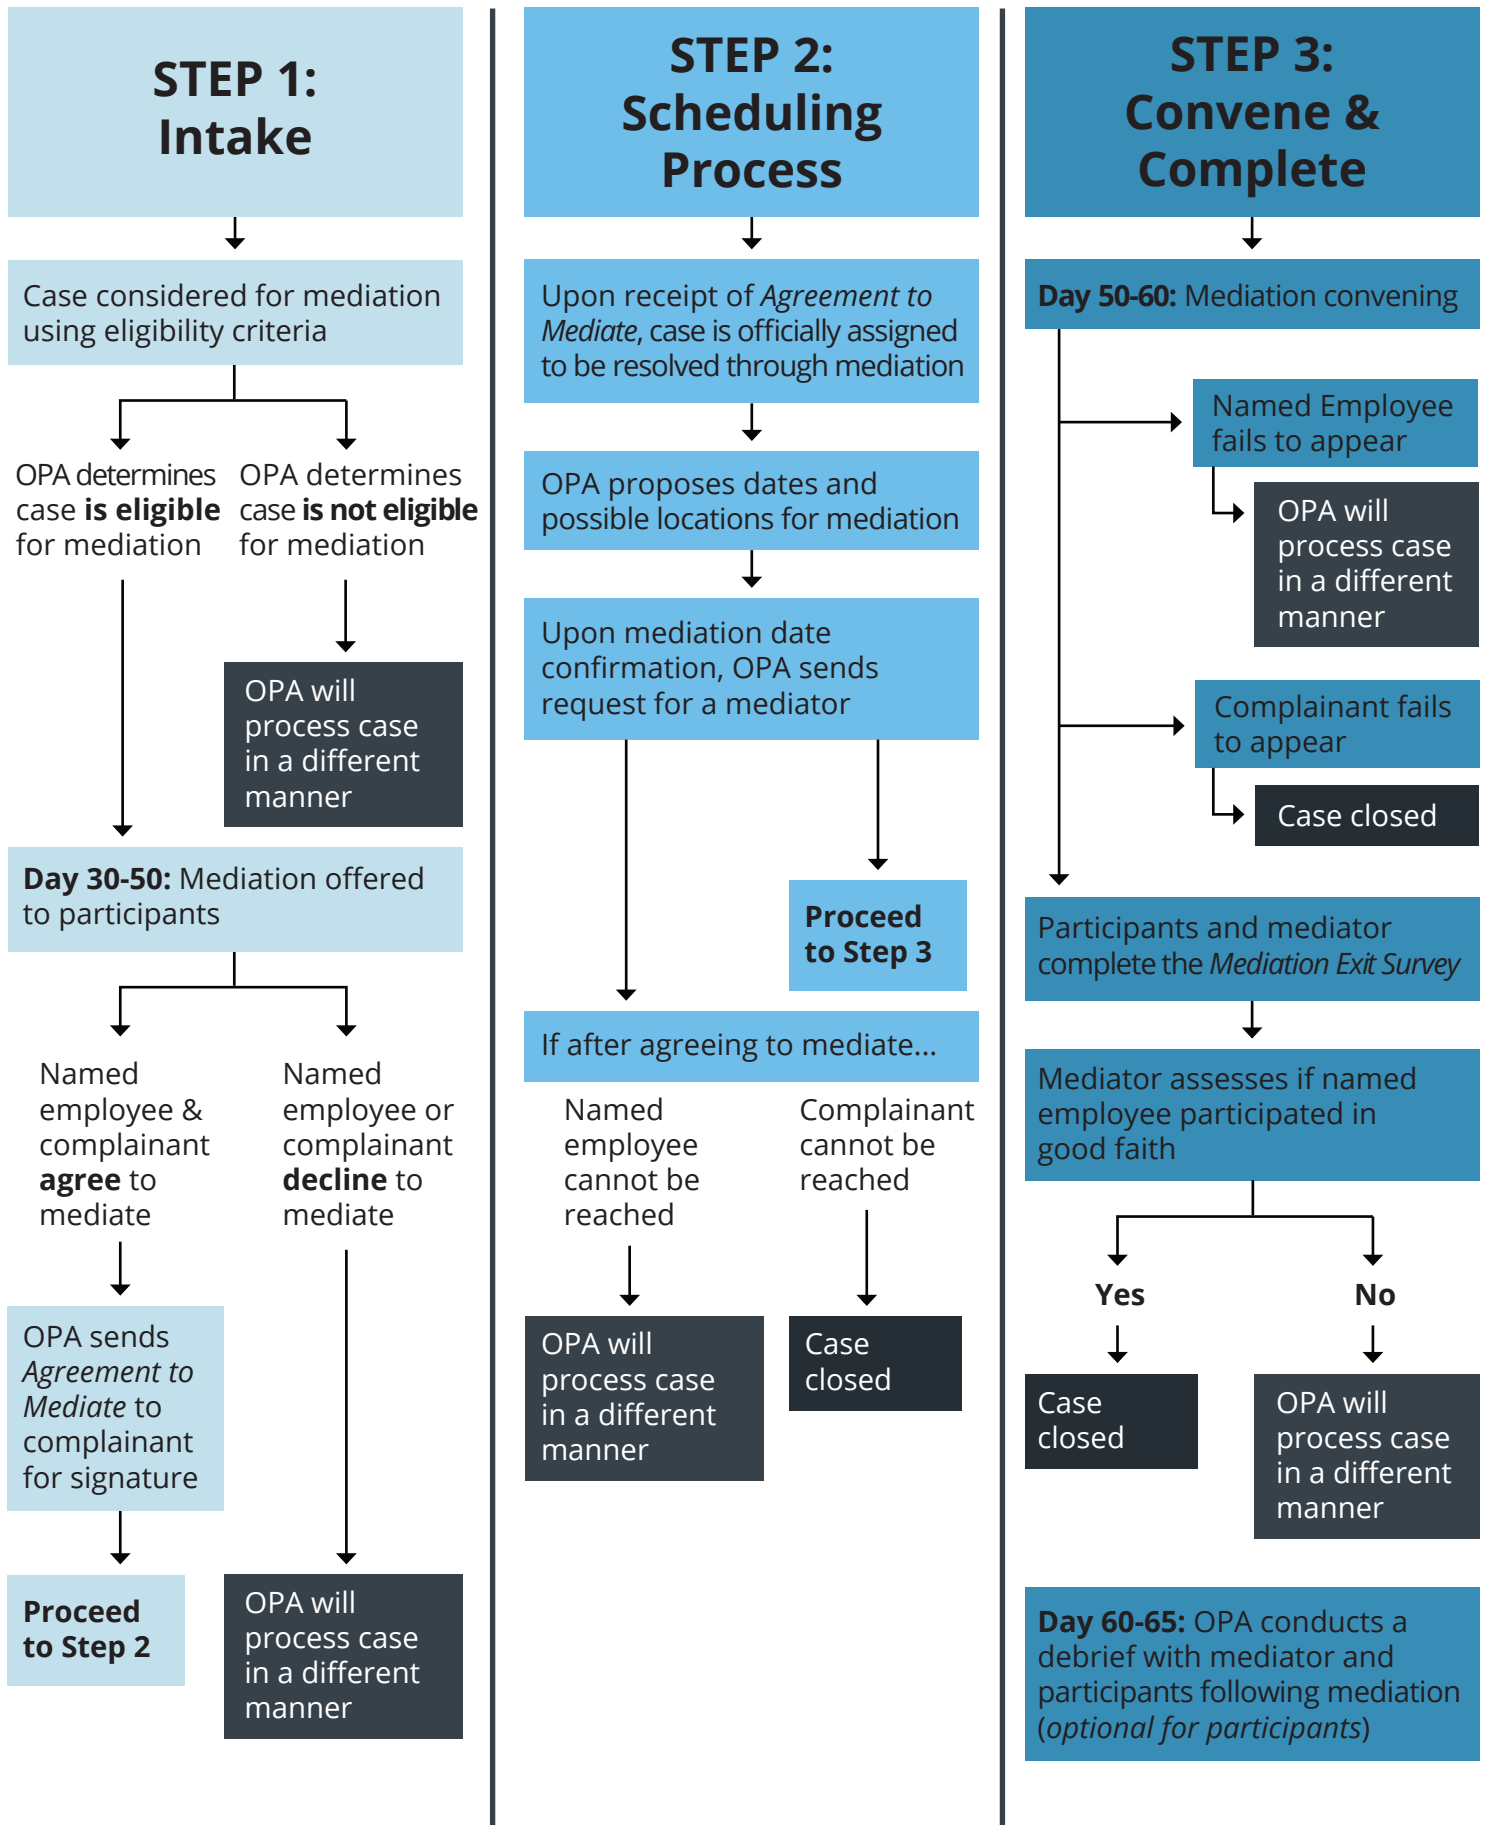 STEP 1:
Intake
Case considered for mediation
using eligibility criteria
OPA determines
case is eligible
for mediation
OPA determines
case is not eligible
for mediation
OPA will
process case
in a different
manner
Day 30-50: Mediation offered
to participants
Named
employee &
complainant
agree to
mediate
Named
employee or
complainant
decline to
mediate
OPA sends
Agreement to
Mediate to
complainant
for signature
Proceed
to Step 2
OPA will
process case
in a different
manner
STEP 2:
Scheduling
Process
Upon receipt of Agreement to
Mediate, case is officially assigned
to be resolved through mediation
OPA proposes dates and
possible locations for mediation
Upon mediation date
confirmation, OPA sends
request for a mediator
Proceed
to Step 3
If after agreeing to mediate...
Named
employee
cannot be
reached
Complainant
cannot be
reached
OPA will
process case
in a different
manner
Case
closed
STEP 3:
Convene &
Complete
Day 50-60: Mediation convening
Named Employee
fails to appear
OPA will
process case
in a different
manner
Complainant fails
to appear
Case closed
Participants and mediator
complete the Mediation Exit Survey
Mediator assesses if named
employee participated in
good faith
Yes
No
Case
closed
OPA will
process case
in a different
manner
Day 60-65: OPA conducts a
debrief with mediator and
participants following mediation
(optional for participants)